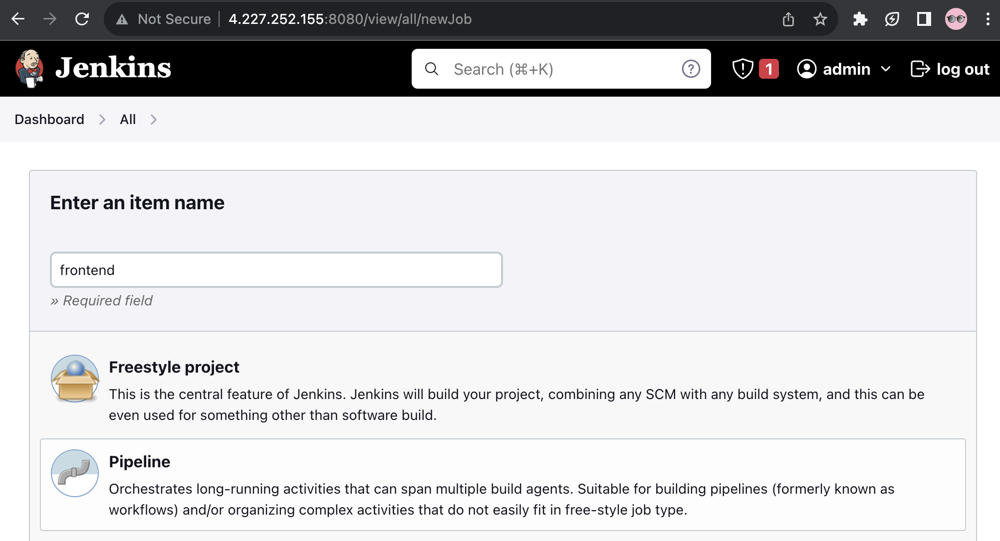 Not Secure 4.227.252.155:8080/view/all/newJob
Jenkins
Search (⌘+K)
1
admin
log out
Dashboard
All
Enter an item name
frontend
» Required field
Freestyle project
This is the central feature of Jenkins. Jenkins will build your project, combining any SCM with any build system, and this can be
even used for something other than software build.
Pipeline
Orchestrates long-running activities that can span multiple build agents. Suitable for building pipelines (formerly known as
workflows) and/or organizing complex activities that do not easily fit in free-style job type.